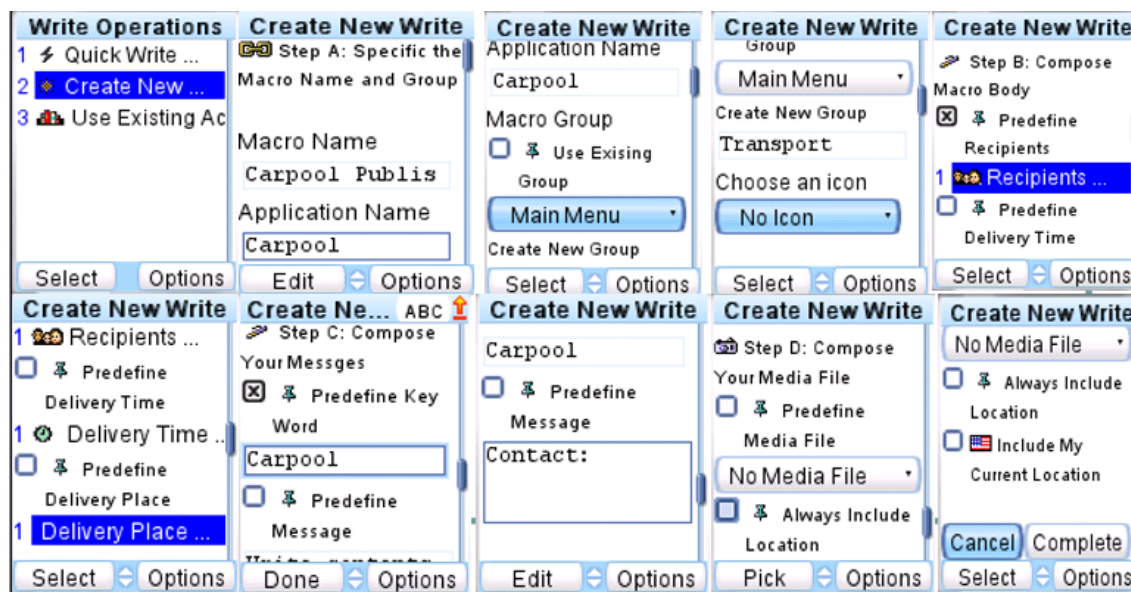 Write Operations
1 Quick Write ...
2 Create New ...
3 Use Existing Ac
Select Options
Create New Write
Step A: Specific the
Macro Name and Group
Macro Name
Carpool Publis
Application Name
Carpool
Edit Options
Create New Write
Application Name
Carpool
Macro Group
Use Exising
Group
Main Menu
Create New Group
Select Options
Create New Write
Group
Main Menu
Create New Group
Transport
Choose an icon
No Icon
Select Options
Create New Write
Step B: Compose
Macro Body
Predefine
Recipients
1 Recipients ...
Predefine
Delivery Time
Select Options
Create New Write
1 Recipients ...
Predefine
Delivery Time
1 Delivery Time ..
Predefine
Delivery Place
1 Delivery Place ...
Select Options
Create Ne... ABC
Step C: Compose
Your Messges
Predefine Key
Word
Carpool
Predefine
Message
Done Options
Create New Write
Carpool
Predefine
Message
Contact:
Edit Options
Create New Write
Step D: Compose
Your Media File
Predefine
Media File
No Media File
Always Include
Location
Pick Options
Create New Write
No Media File
Always Include
Location
Include My
Current Location
Cancel Complete
Select Options